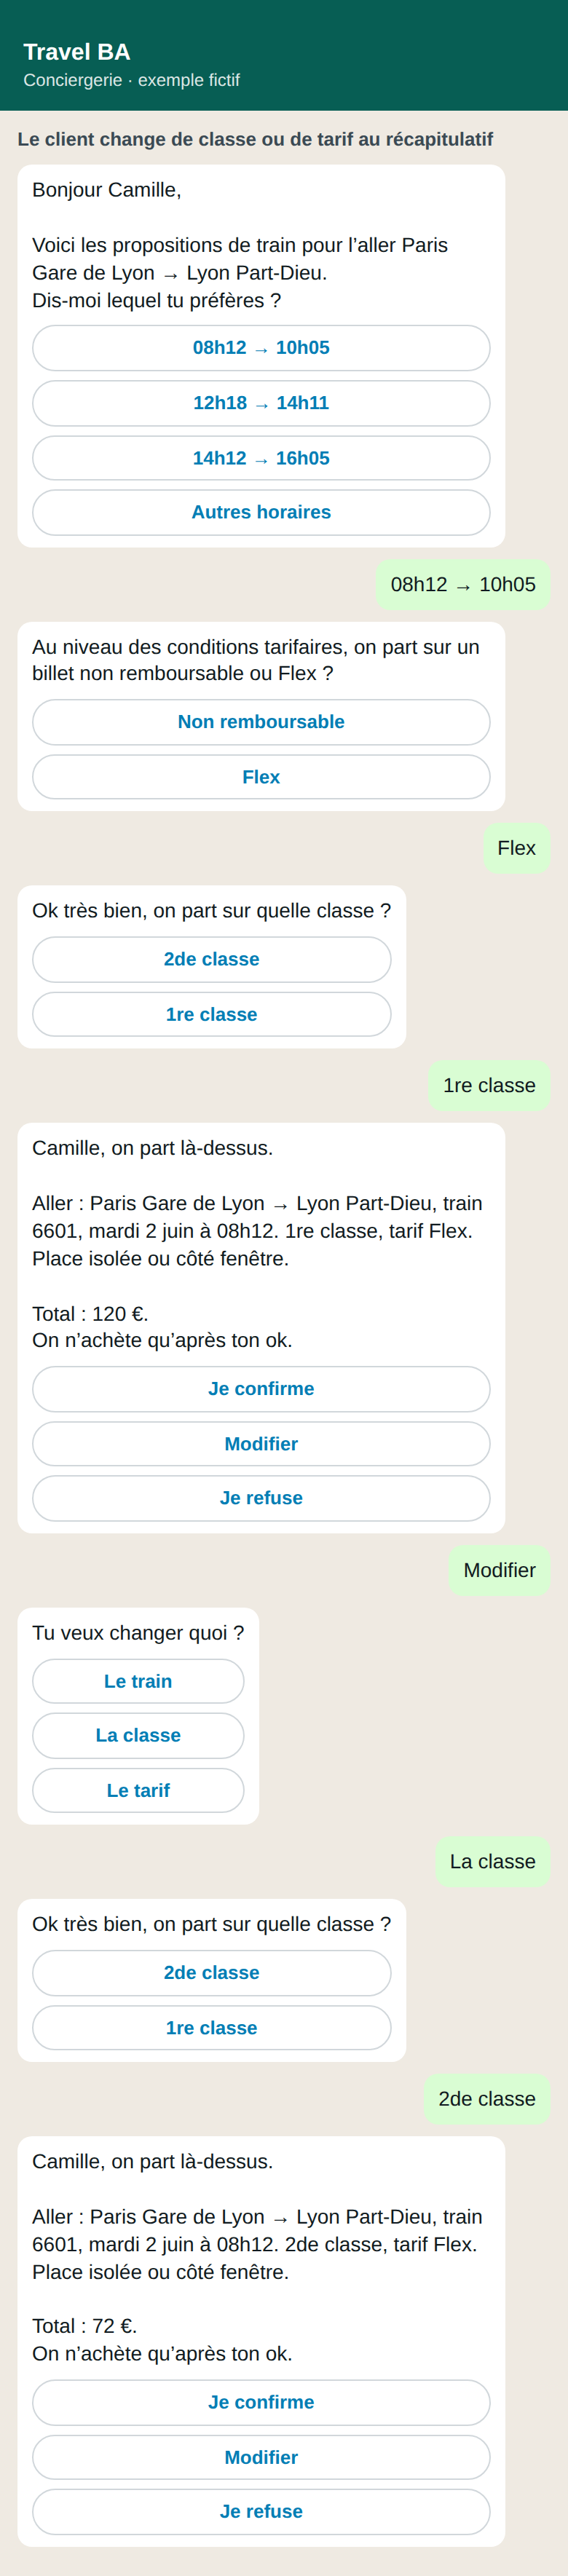 Travel BA
Conciergerie · exemple fictif
Le client change de classe ou de tarif au récapitulatif
Bonjour Camille,
Voici les propositions de train pour l’aller Paris
Gare de Lyon → Lyon Part-Dieu.
Dis-moi lequel tu préfères ?
08h12 → 10h05
12h18 → 14h11
14h12 → 16h05
Autres horaires
08h12 → 10h05
Au niveau des conditions tarifaires, on part sur un
billet non remboursable ou Flex ?
Non remboursable
Flex
Flex
Ok très bien, on part sur quelle classe ?
2de classe
1re classe
1re classe
Camille, on part là-dessus.
Aller : Paris Gare de Lyon → Lyon Part-Dieu, train
6601, mardi 2 juin à 08h12. 1re classe, tarif Flex.
Place isolée ou côté fenêtre.
Total : 120 €.
On n’achète qu’après ton ok.
Je confirme
Modifier
Je refuse
Modifier
Tu veux changer quoi ?
Le train
La classe
Le tarif
La classe
Ok très bien, on part sur quelle classe ?
2de classe
1re classe
2de classe
Camille, on part là-dessus.
Aller : Paris Gare de Lyon → Lyon Part-Dieu, train
6601, mardi 2 juin à 08h12. 2de classe, tarif Flex.
Place isolée ou côté fenêtre.
Total : 72 €.
On n’achète qu’après ton ok.
Je confirme
Modifier
Je refuse